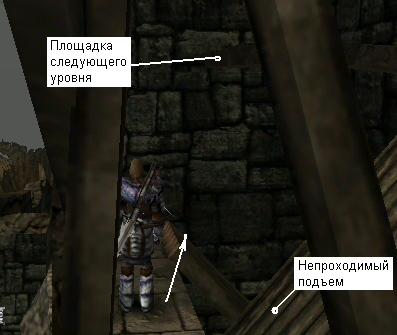 Площадка
следующего
уровня
Непроходимый
подъем